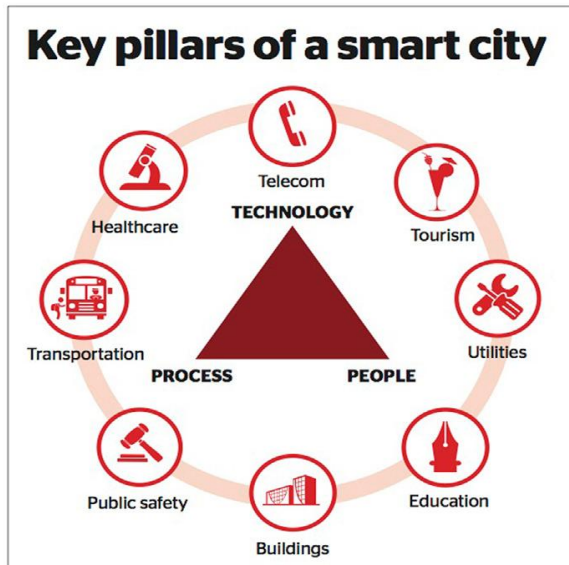 Key pillars of a smart city
Telecom
TECHNOLOGY
Healthcare
Tourism
Transportation
Utilities
PROCESS
PEOPLE
Public safety
Education
Buildings